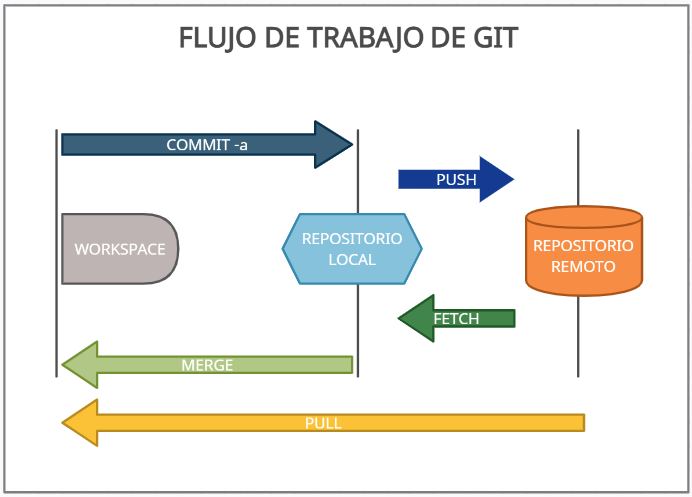 FLUJO DE TRABAJO DE GIT
COMMIT -a
PUSH
WORKSPACE
REPOSITORIO
LOCAL
REPOSITORIO
REMOTO
FETCH
MERGE
PULL